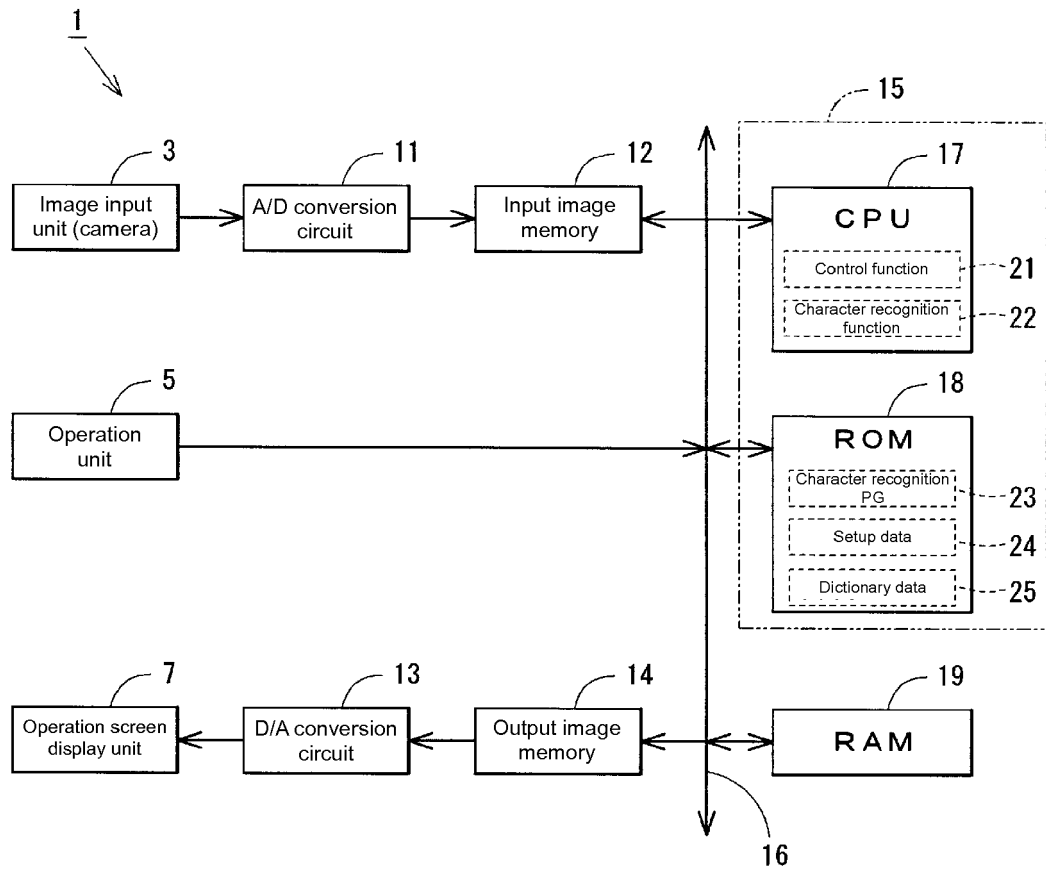 1
15
3
11
12
17
Image input
unit (camera)
A/D conversion
circuit
Input image
memory
CPU
Control function
21
Character recognition
function
22
5
18
Operation
unit
ROM
Character recognition
PG
23
Setup data
24
Dictionary data
25
7
13
14
19
Operation screen
display unit
D/A conversion
circuit
Output image
memory
RAM
16